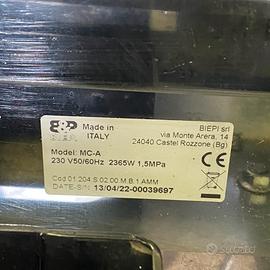 Made in
ITALY
BIEPI srl
via Monte Arera, 14
24040 Castel Rozzone (Bg)
Model: MC-A
230 V50/60Hz 2365W 1,5MPa
Cod 01.204.S.02.00.M.B.1.AMM
DATE-S/N: 13/04/22-00039697
subito